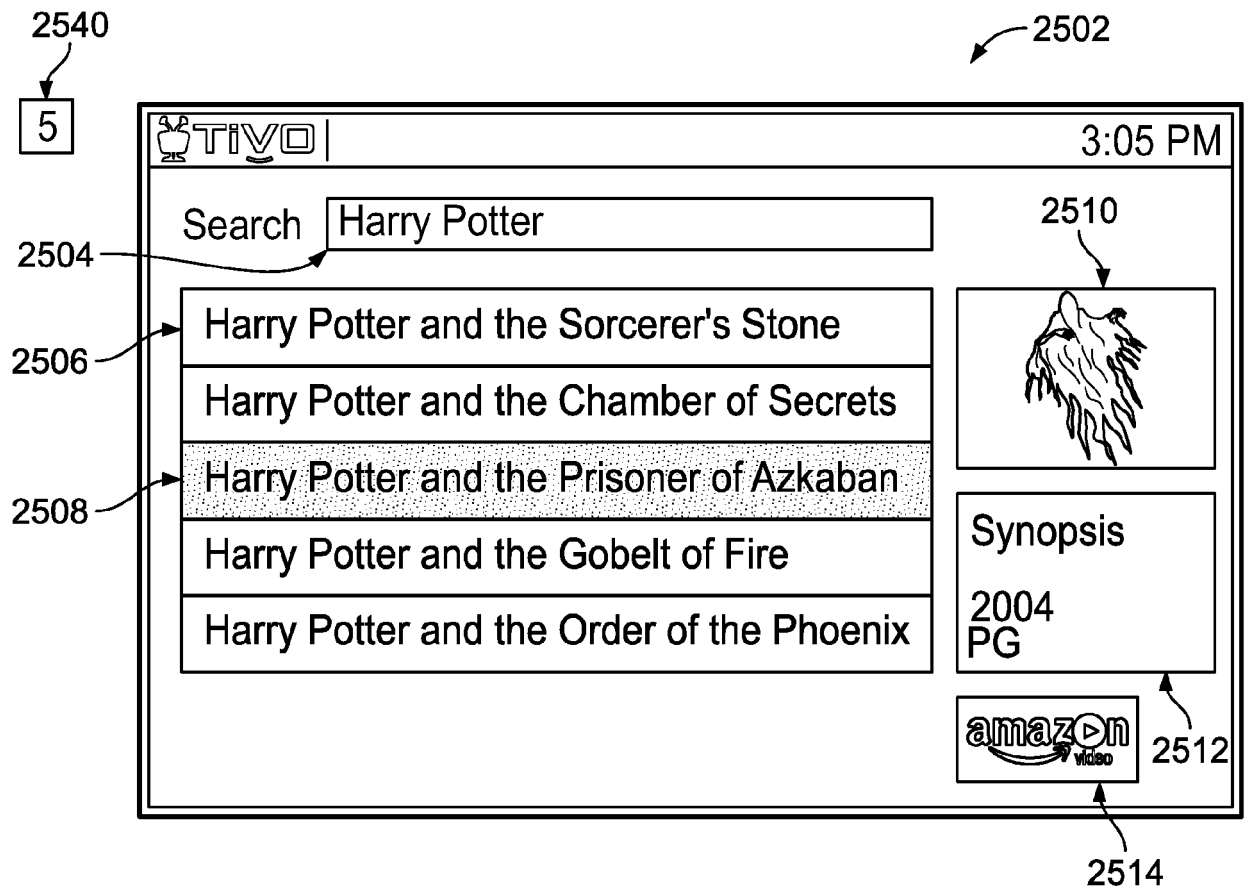 2540
2502
5
TiVo
3:05 PM
Search
Harry Potter
2510
2504
Harry Potter and the Sorcerer's Stone
2506
Harry Potter and the Chamber of Secrets
Harry Potter and the Prisoner of Azkaban
2508
Harry Potter and the Gobelt of Fire
Harry Potter and the Order of the Phoenix
Synopsis
2004
PG
amazon
video
2512
2514